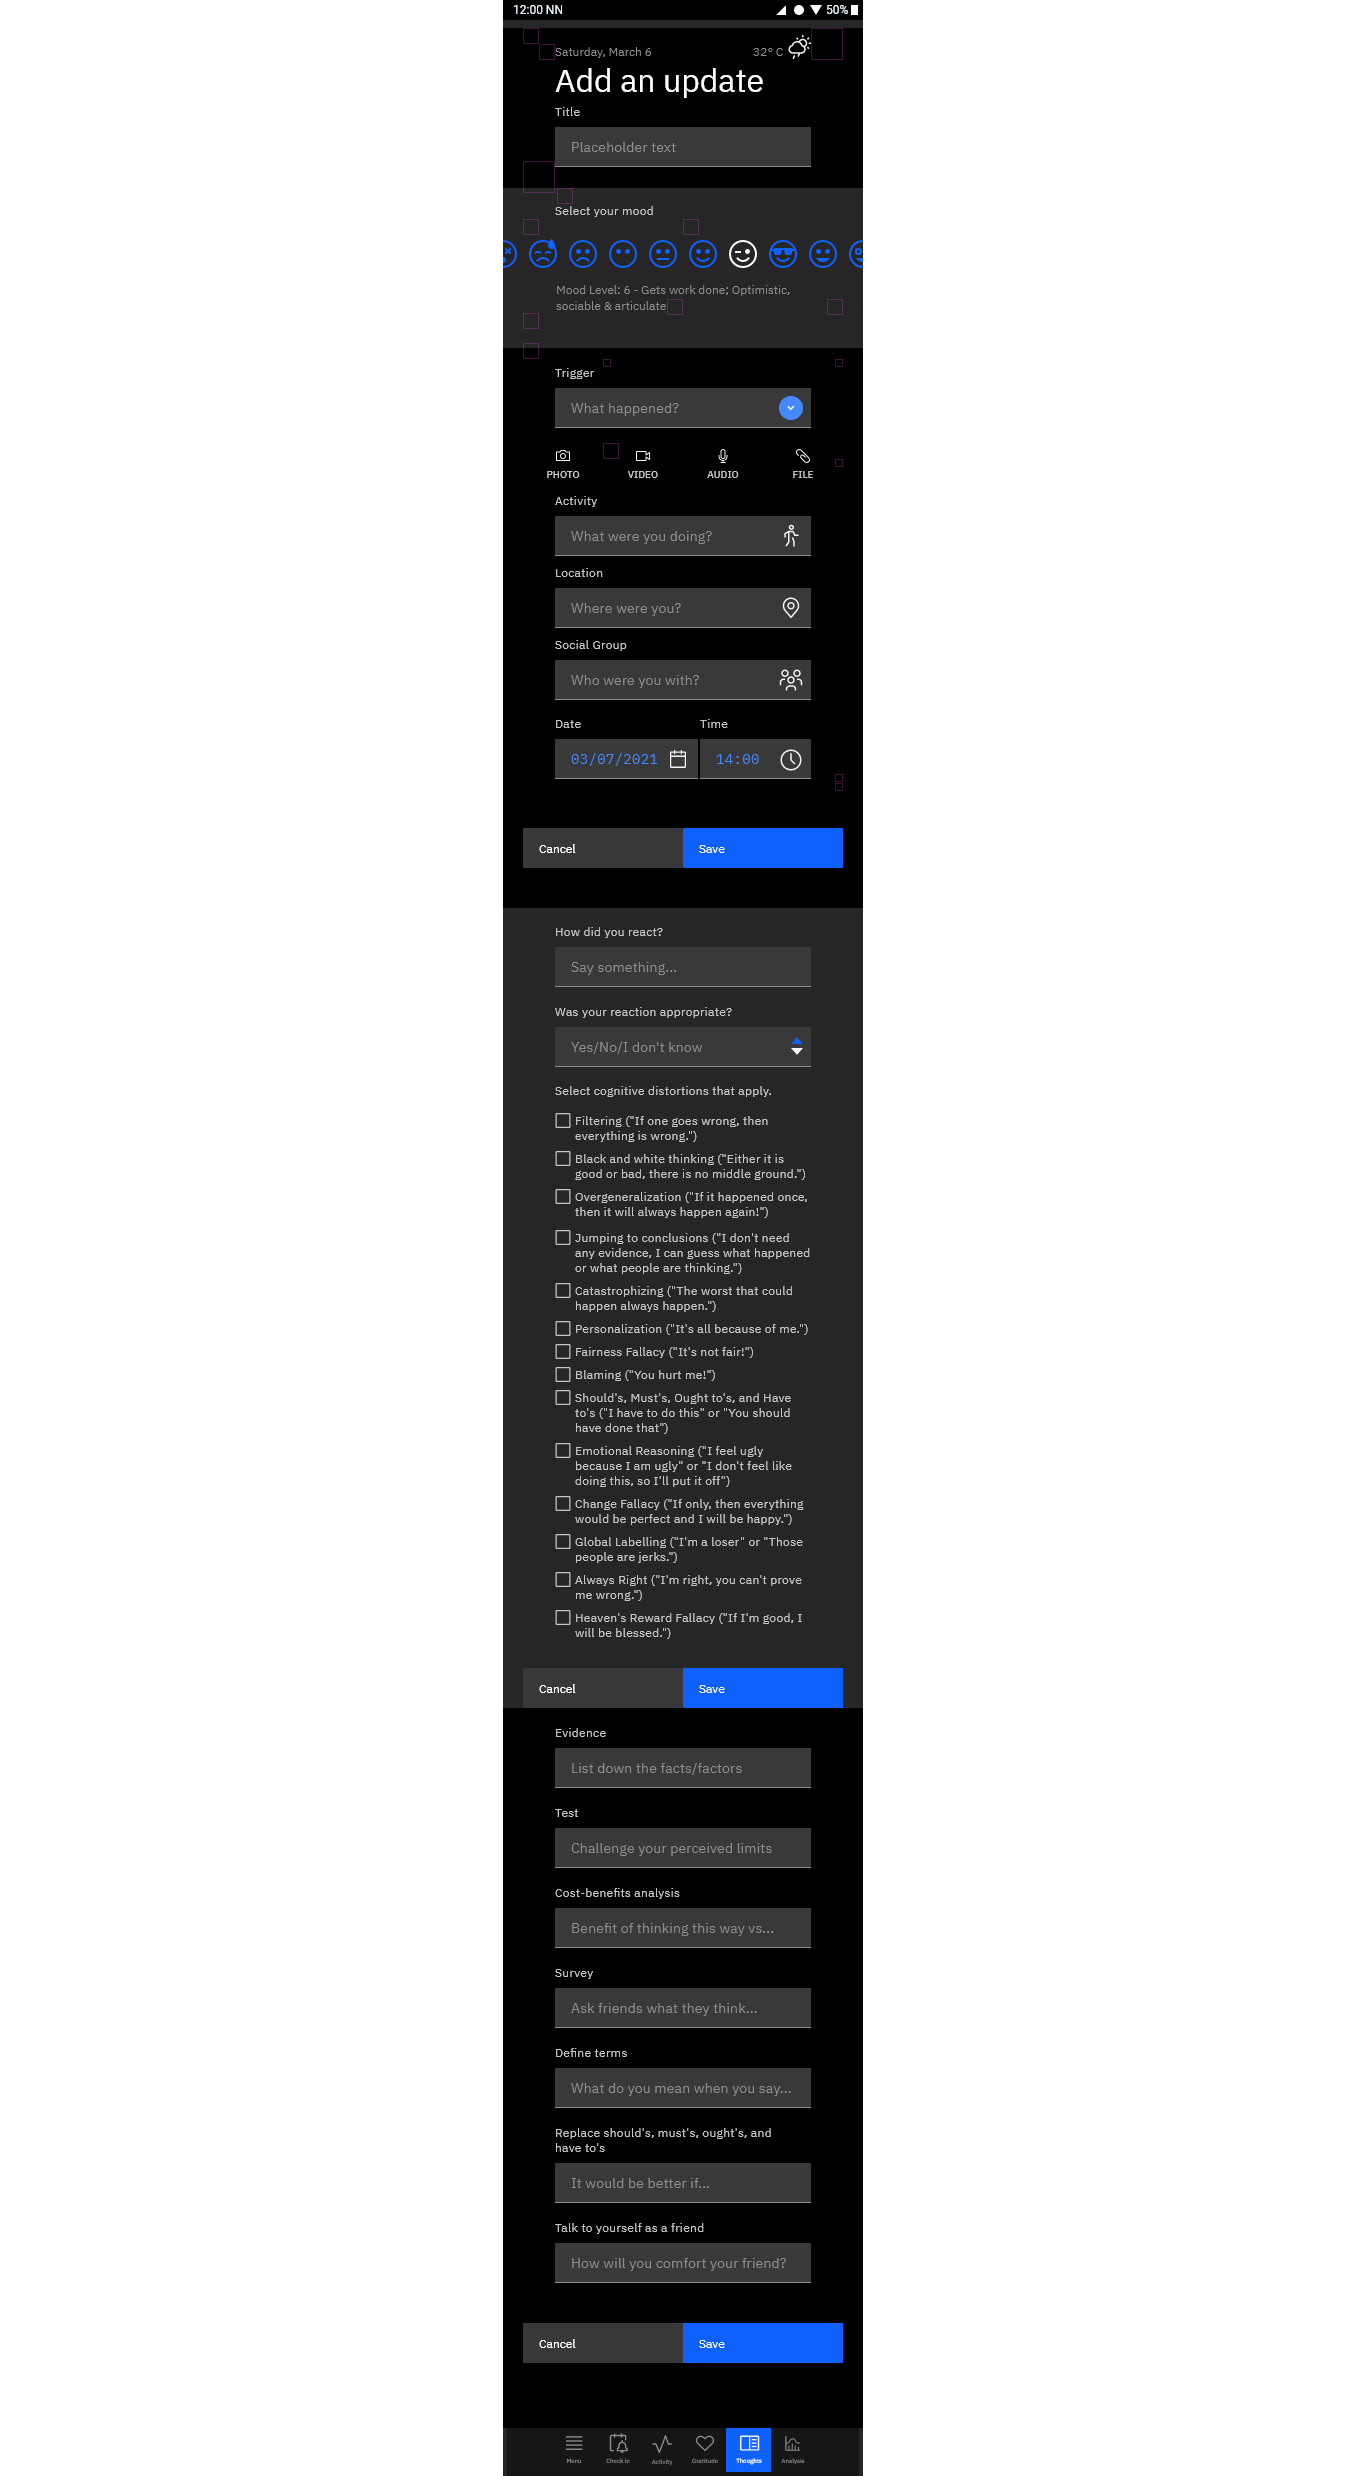 12:00 NN 50%
Saturday, March 6 32° C
Add an update
Title
Placeholder text
Select your mood
Mood Level: 6 - Gets work done; Optimistic,
sociable & articulate
Trigger
What happened?
PHOTO VIDEO AUDIO FILE
Activity
What were you doing?
Location
Where were you?
Social Group
Who were you with?
Date Time
03/07/2021 14:00
Cancel Save
How did you react?
Say something...
Was your reaction appropriate?
Yes/No/I don't know
Select cognitive distortions that apply.
Filtering ("If one goes wrong, then
everything is wrong.")
Black and white thinking ("Either it is
good or bad, there is no middle ground.")
Overgeneralization ("If it happened once,
then it will always happen again!")
Jumping to conclusions ("I don't need
any evidence, I can guess what happened
or what people are thinking.")
Catastrophizing ("The worst that could
happen always happen.")
Personalization ("It's all because of me.")
Fairness Fallacy ("It's not fair!")
Blaming ("You hurt me!")
Should's, Must's, Ought to's, and Have
to's ("I have to do this" or "You should
have done that")
Emotional Reasoning ("I feel ugly
because I am ugly" or "I don't feel like
doing this, so I'll put it off")
Change Fallacy ("If only, then everything
would be perfect and I will be happy.")
Global Labelling ("I'm a loser" or "Those
people are jerks.")
Always Right ("I'm right, you can't prove
me wrong.")
Heaven's Reward Fallacy ("If I'm good, I
will be blessed.")
Cancel Save
Evidence
List down the facts/factors
Test
Challenge your perceived limits
Cost-benefits analysis
Benefit of thinking this way vs...
Survey
Ask friends what they think...
Define terms
What do you mean when you say...
Replace should's, must's, ought's, and
have to's
It would be better if...
Talk to yourself as a friend
How will you comfort your friend?
Cancel Save
Menu Check in Activity Gratitude Thoughts Analysis